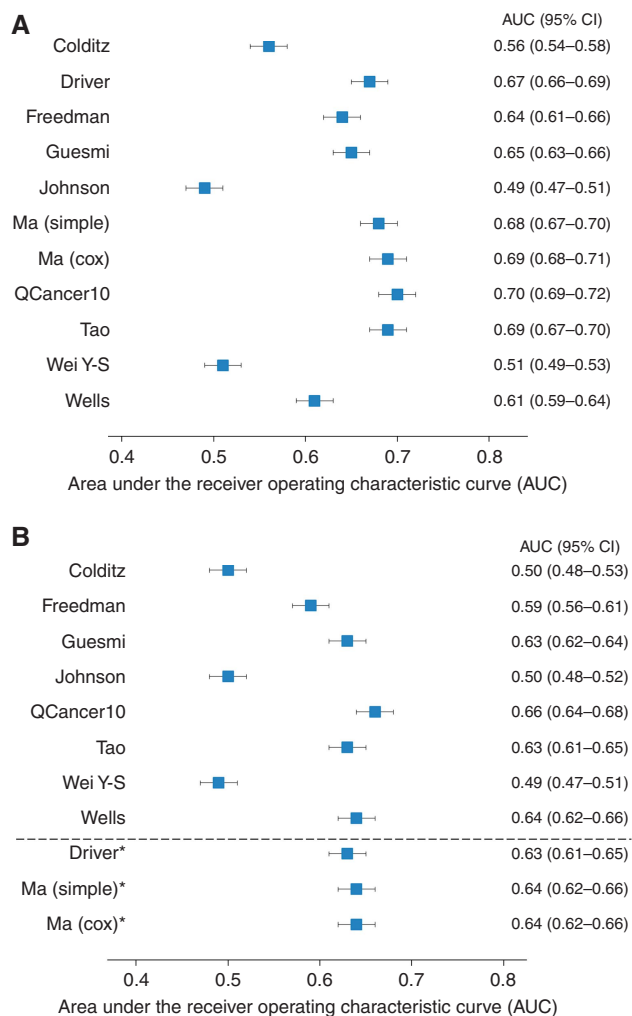 A
AUC (95% CI)
Colditz 0.56 (0.54–0.58)
Driver 0.67 (0.66–0.69)
Freedman 0.64 (0.61–0.66)
Guesmi 0.65 (0.63–0.66)
Johnson 0.49 (0.47–0.51)
Ma (simple) 0.68 (0.67–0.70)
Ma (cox) 0.69 (0.68–0.71)
QCancer10 0.70 (0.69–0.72)
Tao 0.69 (0.67–0.70)
Wei Y-S 0.51 (0.49–0.53)
Wells 0.61 (0.59–0.64)
0.4 0.5 0.6 0.7 0.8
Area under the receiver operating characteristic curve (AUC)
B
AUC (95% CI)
Colditz 0.50 (0.48–0.53)
Freedman 0.59 (0.56–0.61)
Guesmi 0.63 (0.62–0.64)
Johnson 0.50 (0.48–0.52)
QCancer10 0.66 (0.64–0.68)
Tao 0.63 (0.61–0.65)
Wei Y-S 0.49 (0.47–0.51)
Wells 0.64 (0.62–0.66)
Driver* 0.63 (0.61–0.65)
Ma (simple)* 0.64 (0.62–0.66)
Ma (cox)* 0.64 (0.62–0.66)
0.4 0.5 0.6 0.7 0.8
Area under the receiver operating characteristic curve (AUC)